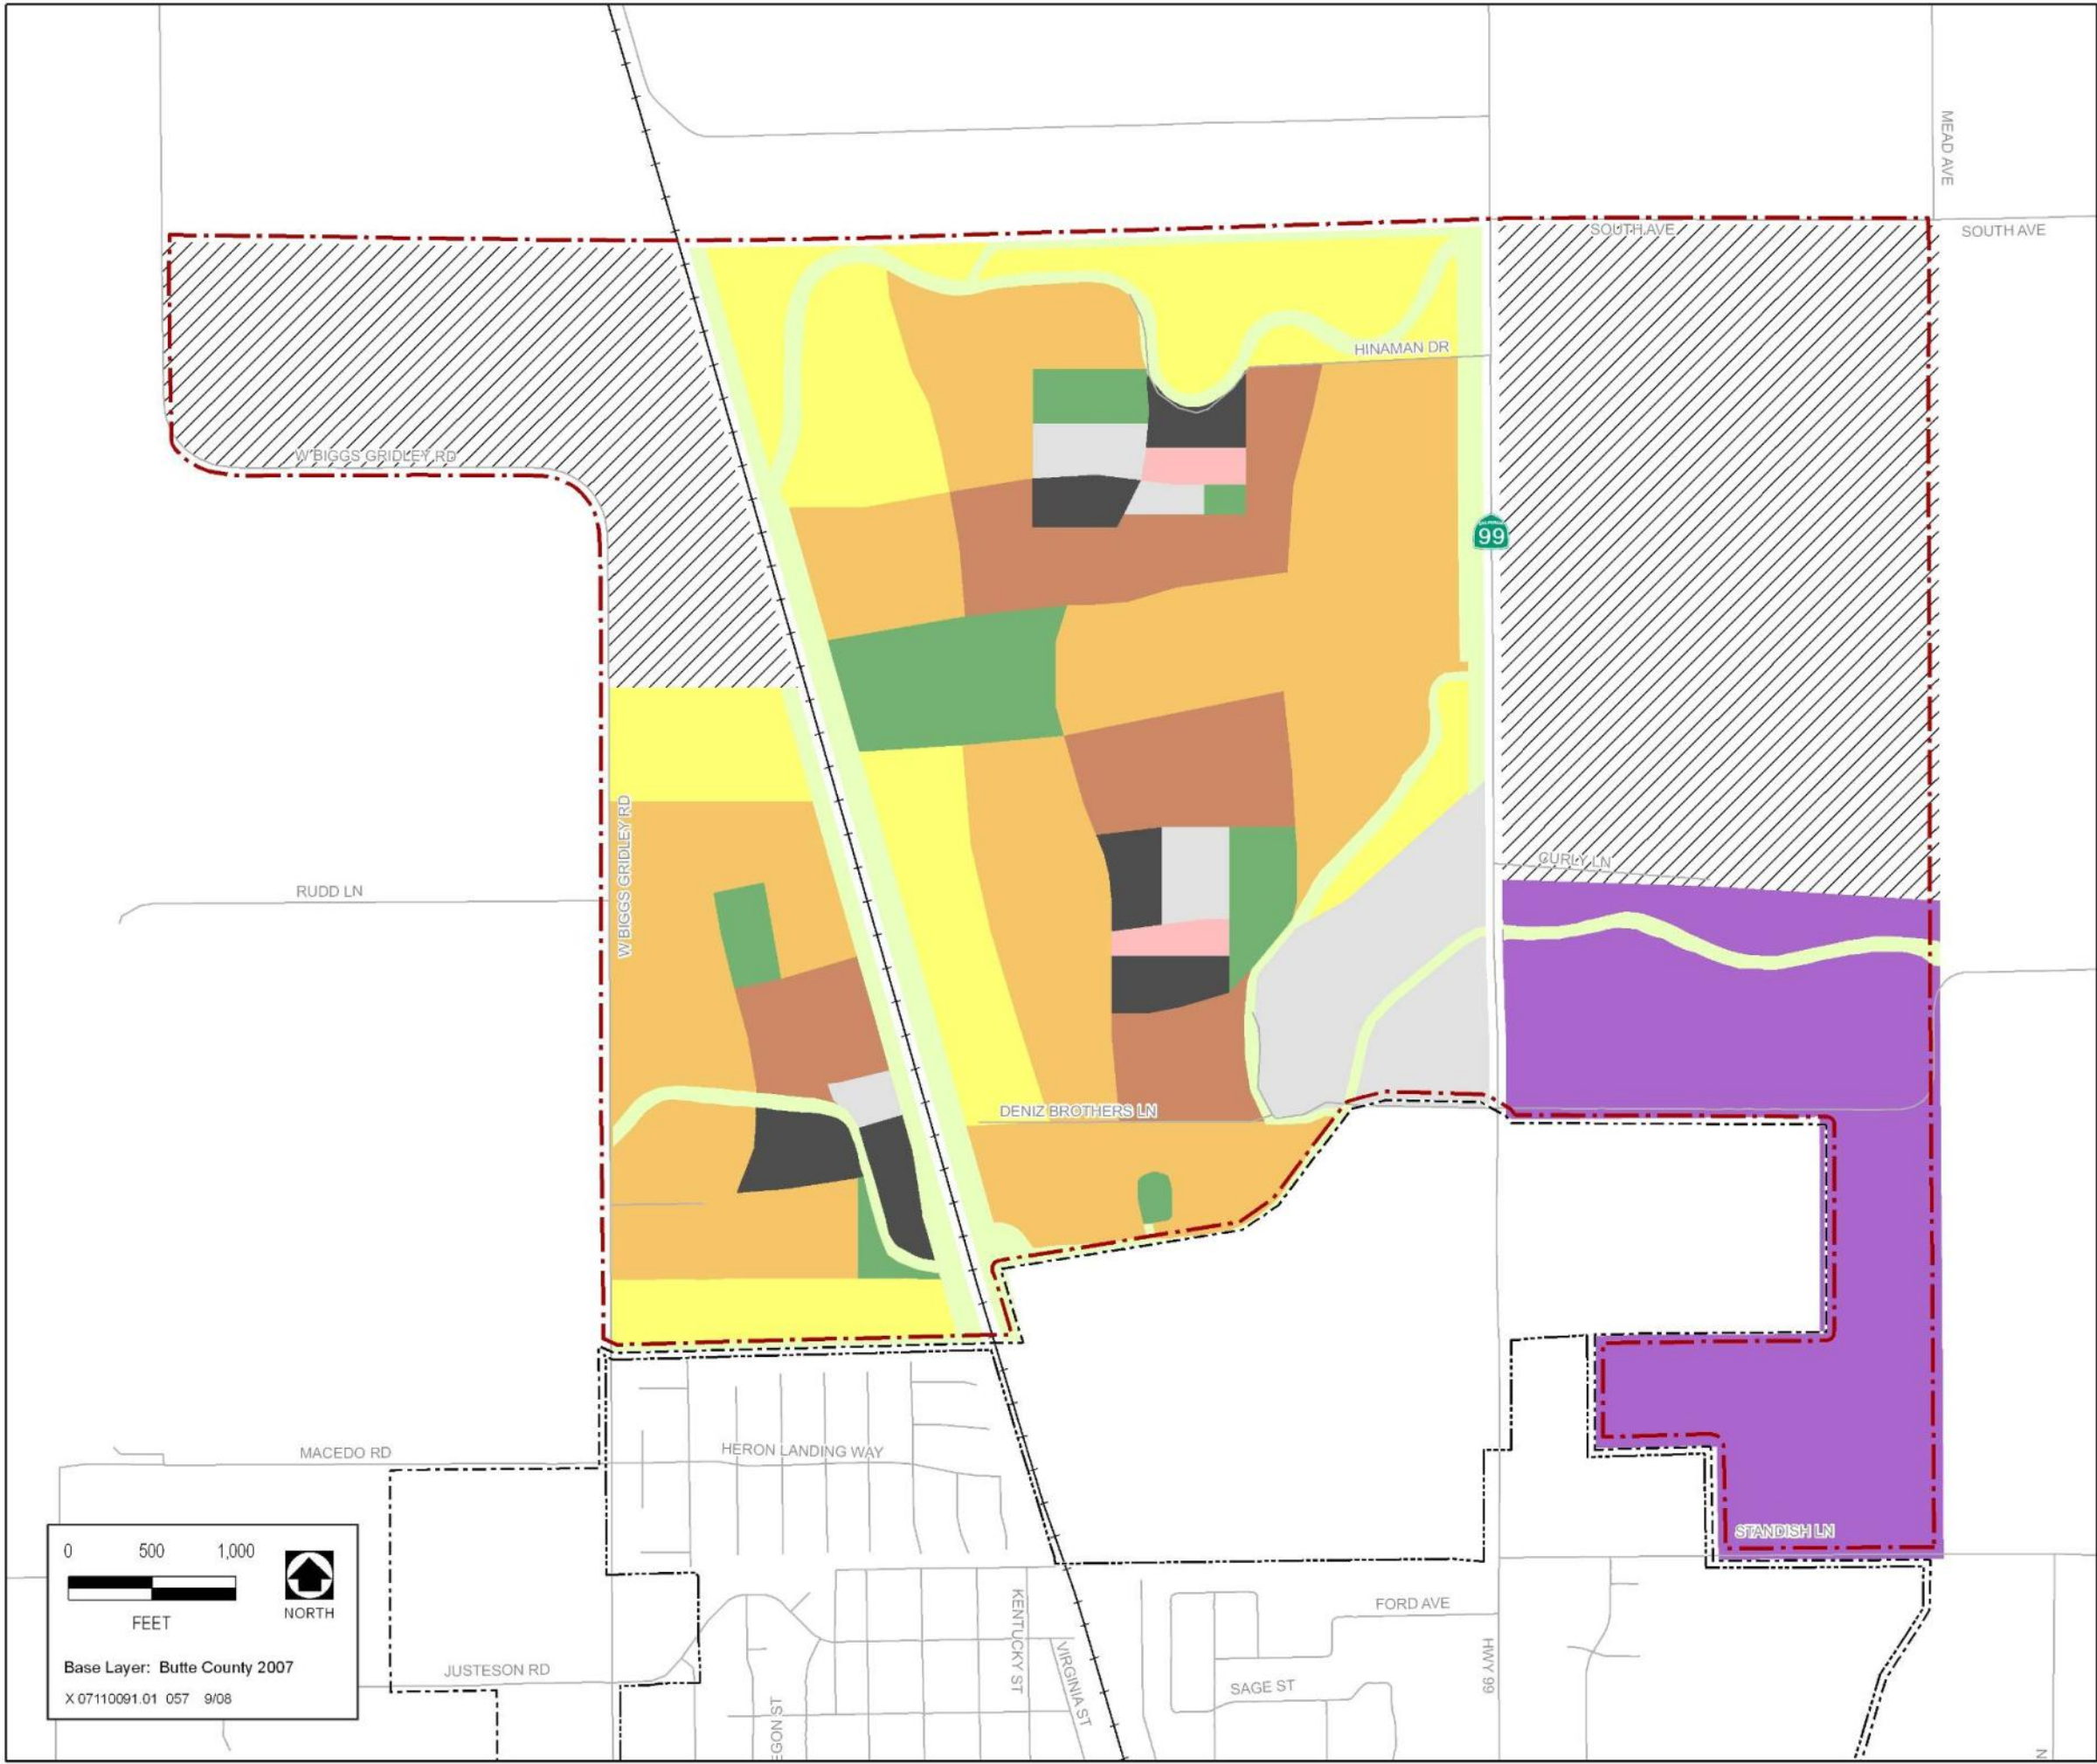 MEAD AVE
SOUTH AVE
SOUTH AVE
HINAMAN DR
W BIGGS GRIDLEY RD
99
W BIGGS GRIDLEY RD
CURLY LN
RUDD LN
DENIZ BROTHERS LN
MACEDO RD
HERON LANDING WAY
STANDISH LN
0 500 1,000
FEET
NORTH
Base Layer: Butte County 2007
X 07110091.01 057 9/08
JUSTESON RD
EGON ST
KENTUCKY ST
VIRGINIA ST
FORD AVE
SAGE ST
HWY 99
N